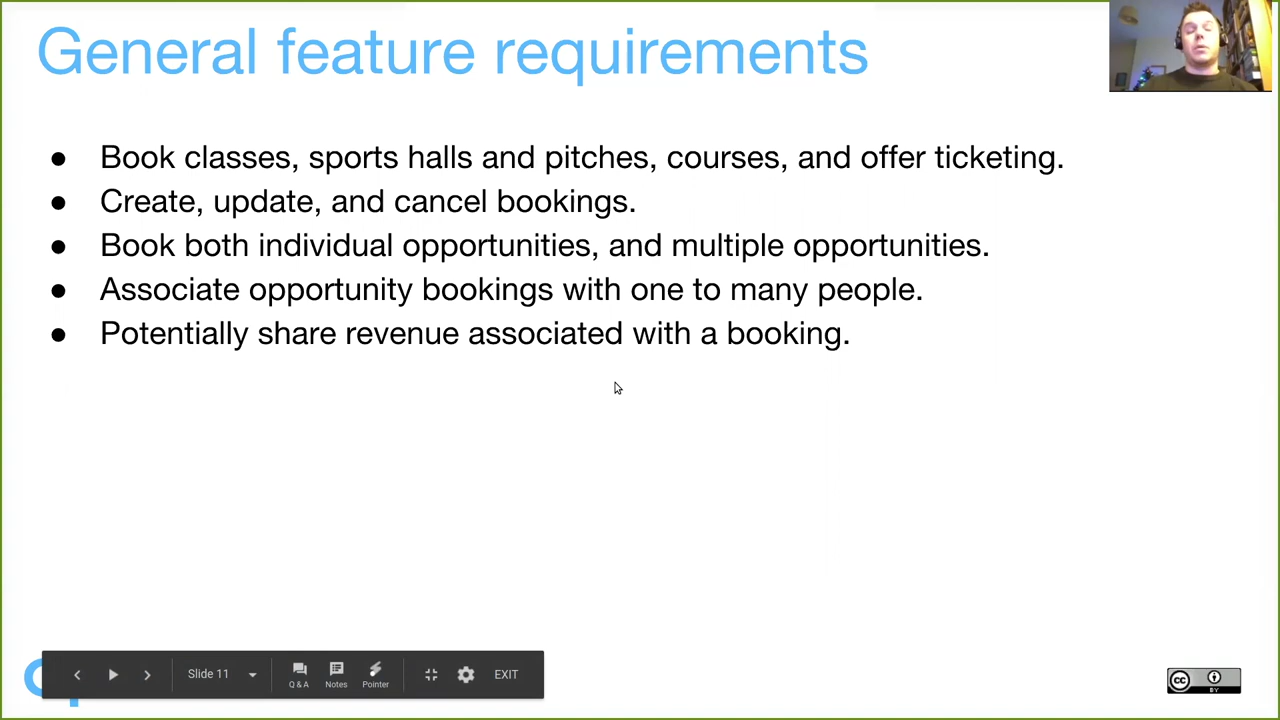 General feature requirements
● Book classes, sports halls and pitches, courses, and offer ticketing.
● Create, update, and cancel bookings.
● Book both individual opportunities, and multiple opportunities.
● Associate opportunity bookings with one to many people.
● Potentially share revenue associated with a booking.
Slide 11
Q & A
Notes
Pointer
EXIT
CC
BY